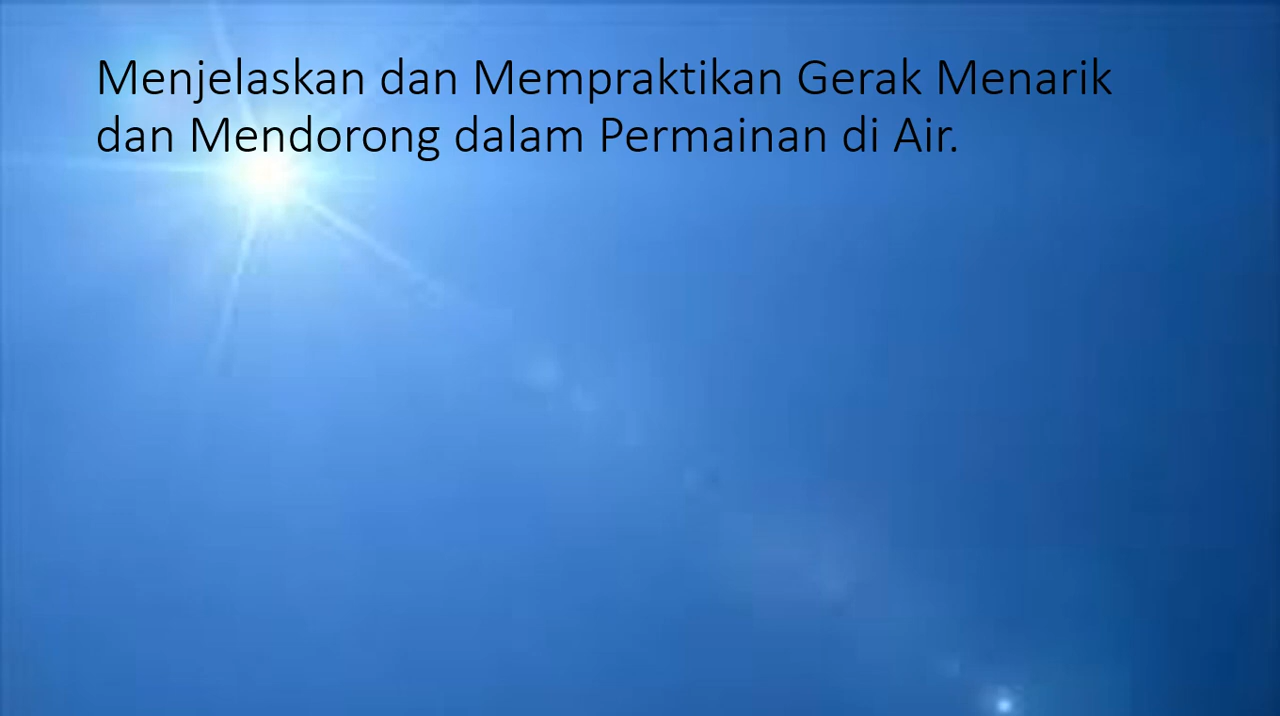 Menjelaskan dan Mempraktikan Gerak Menarik
dan Mendorong dalam Permainan di Air.